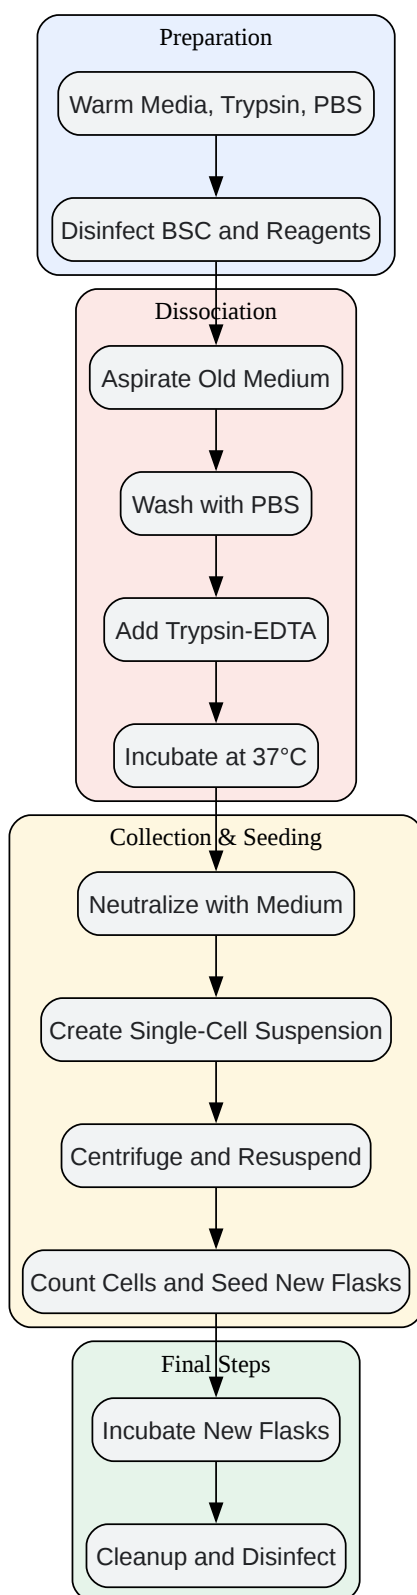 Preparation
Warm Media, Trypsin, PBS
Disinfect BSC and Reagents
Dissociation
Aspirate Old Medium
Wash with PBS
Add Trypsin-EDTA
Incubate at 37°C
Collection & Seeding
Neutralize with Medium
Create Single-Cell Suspension
Centrifuge and Resuspend
Count Cells and Seed New Flasks
Final Steps
Incubate New Flasks
Cleanup and Disinfect